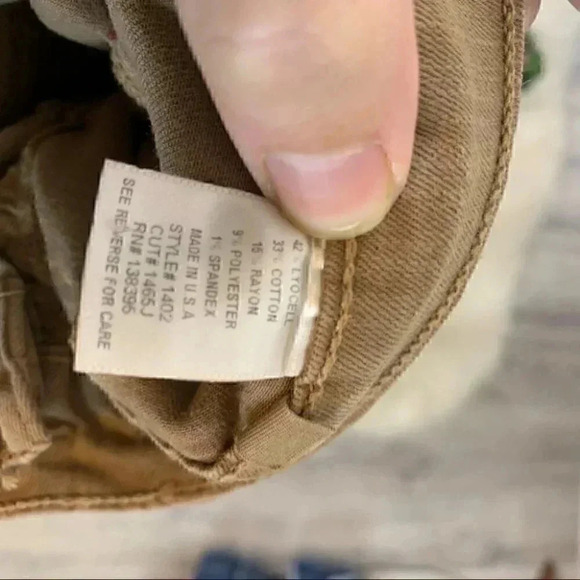 42% LYOCELL
33% COTTON
15% RAYON
9% POLYESTER
1% SPANDEX
MADE IN U.S.A
STYLE# 1402
CUT# 1465J
RN# 138396
SEE REVERSE FOR CARE